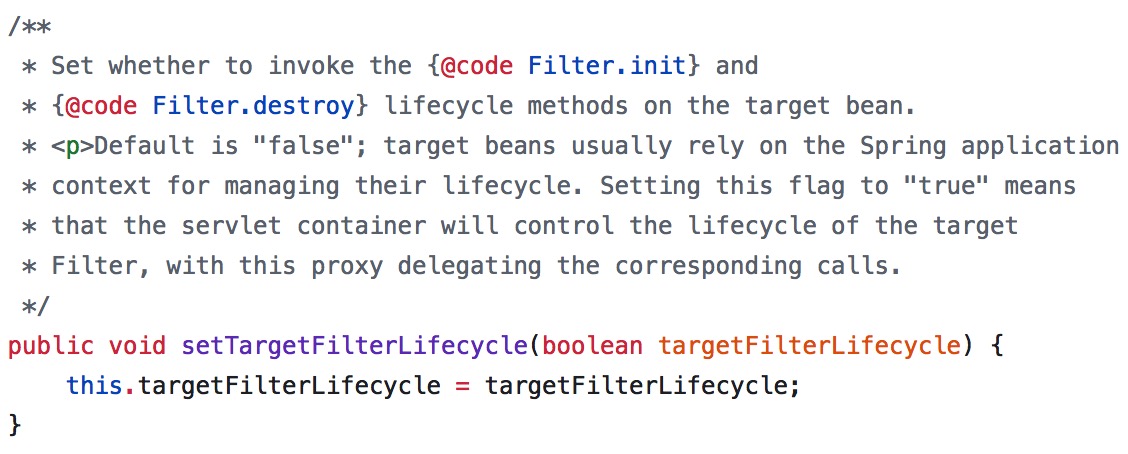 /**
 * Set whether to invoke the {@code Filter.init} and
 * {@code Filter.destroy} lifecycle methods on the target bean.
 * <p>Default is "false"; target beans usually rely on the Spring application
 * context for managing their lifecycle. Setting this flag to "true" means
 * that the servlet container will control the lifecycle of the target
 * Filter, with this proxy delegating the corresponding calls.
 */
public void setTargetFilterLifecycle(boolean targetFilterLifecycle) {
    this.targetFilterLifecycle = targetFilterLifecycle;
}